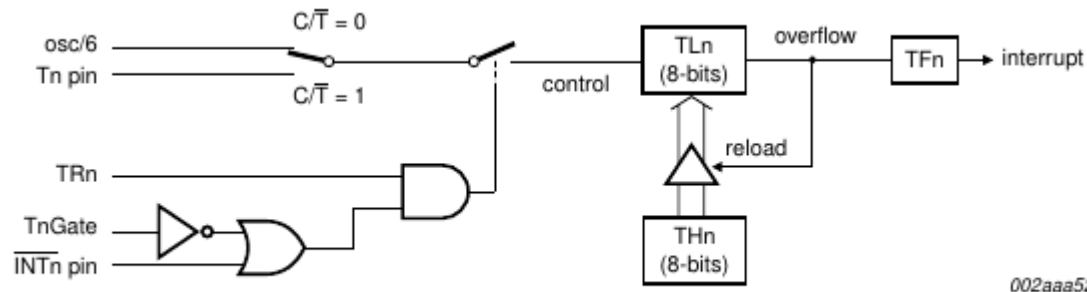 C/T̅ = 0
osc/6
Tn pin
C/T̅ = 1
control
TLn
(8-bits)
overflow
TFn
interrupt
reload
TRn
TnGate
I̅N̅T̅n pin
THn
(8-bits)